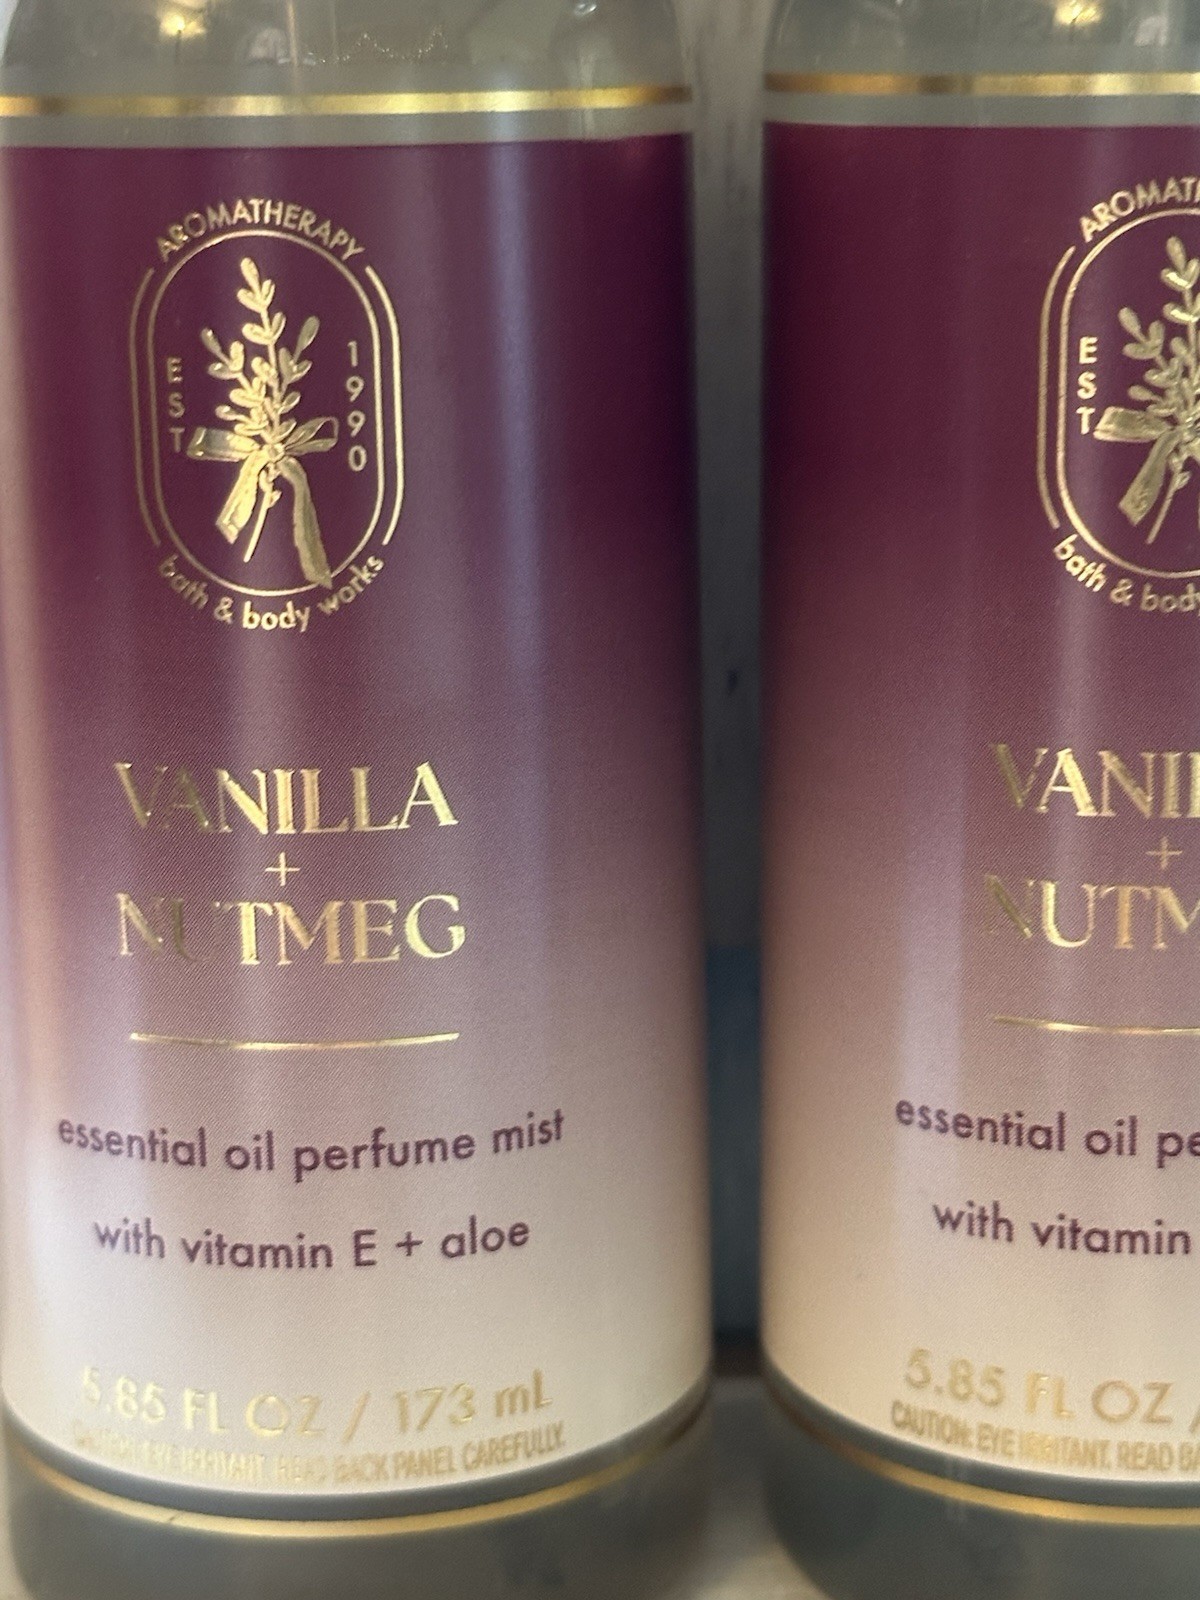 AROMATHERAPY
EST 1990
bath & body works
VANILLA
+
NUTMEG
essential oil perfume mist
with vitamin E + aloe
5.85 FL OZ / 173 mL
CAUTION: EYE IRRITANT. READ BACK PANEL CAREFULLY.
AROMATH
EST
bath & body
VANIL
+
NUTM
essential oil pe
with vitamin
5.85 FL OZ /
CAUTION: EYE IRRITANT. READ BA